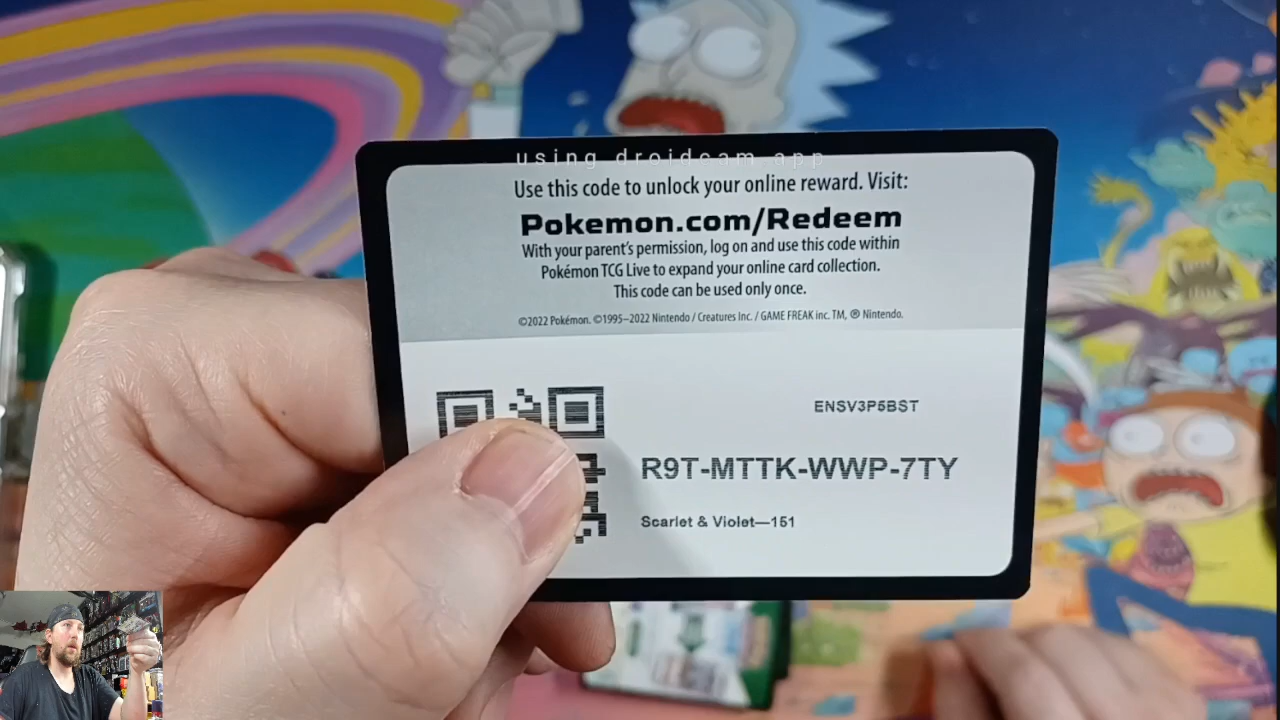 using droidcam app
Use this code to unlock your online reward. Visit:
Pokemon.com/Redeem
With your parent's permission, log on and use this code within
Pokémon TCG Live to expand your online card collection.
This code can be used only once.
©2022 Pokémon. ©1995–2022 Nintendo / Creatures Inc. / GAME FREAK inc. TM, ® Nintendo.
ENSV3P5BST
R9T-MTTK-WWP-7TY
Scarlet & Violet—151